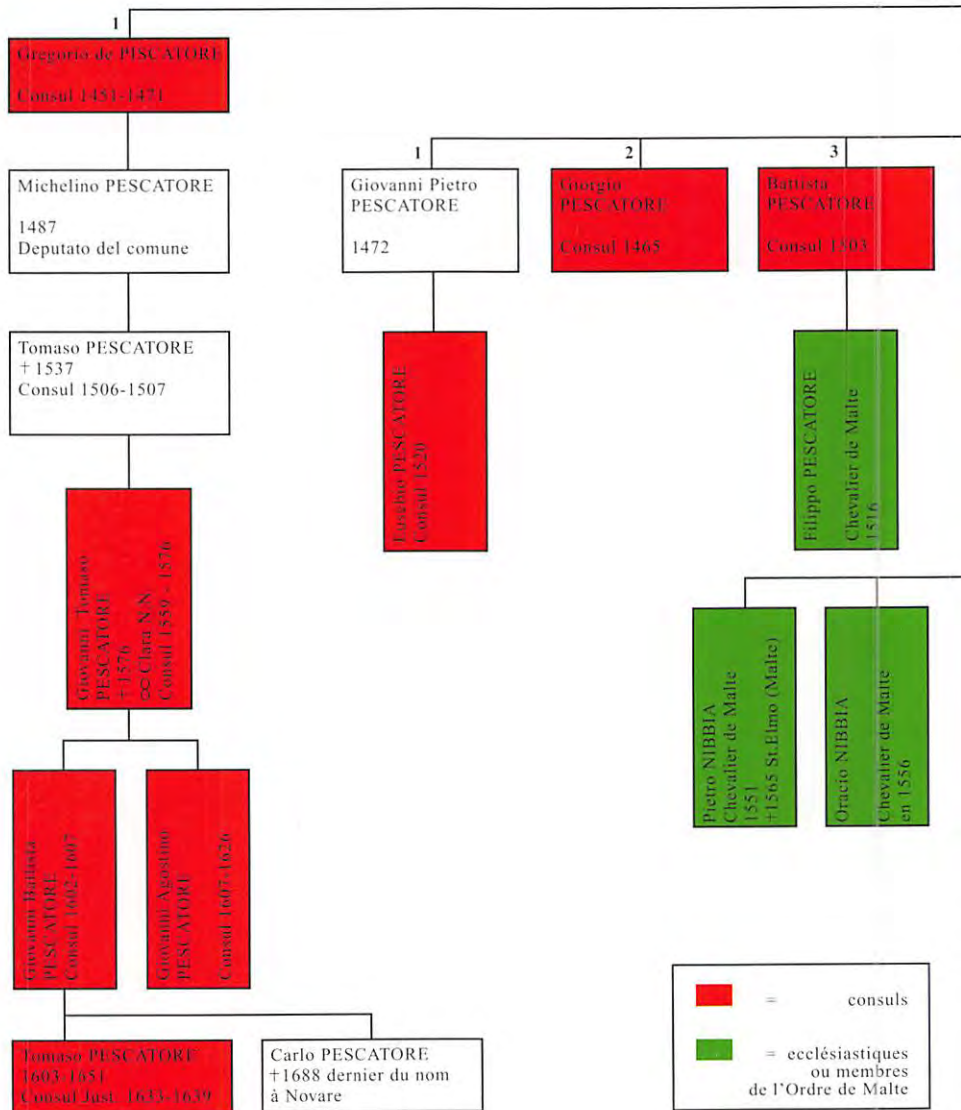 1
Gregorio de PISCATORE
Consul 1451-1471
Michelino PESCATORE
1487
Deputato del comune
Tomaso PESCATORE
+1537
Consul 1506-1507
Giovanni Tomaso
PESCATORE
+1576
∞ Clara N.N.
Consul 1559 - 1576
Giovanni Battista
PESCATORE
Consul 1602-1607
Giovanni Agostino
PESCATORE
Consul 1607-1626
Tomaso PESCATORE
1603-1651
Consul Just. 1633-1639
Carlo PESCATORE
+1688 dernier du nom
à Novare
1
Giovanni Pietro
PESCATORE
1472
2
Giorgio
PESCATORE
Consul 1465
3
Battista
PESCATORE
Consul 1503
Eusebio PESCATORE
Consul 1520
Filippo PESCATORE
Chevalier de Malte
1516
Pietro NIBBIA
Chevalier de Malte
1551
+1565 St.Elmo (Malte)
Oracio NIBBIA
Chevalier de Malte
en 1556
= consuls
= ecclésiastiques
ou membres
de l'Ordre de Malte